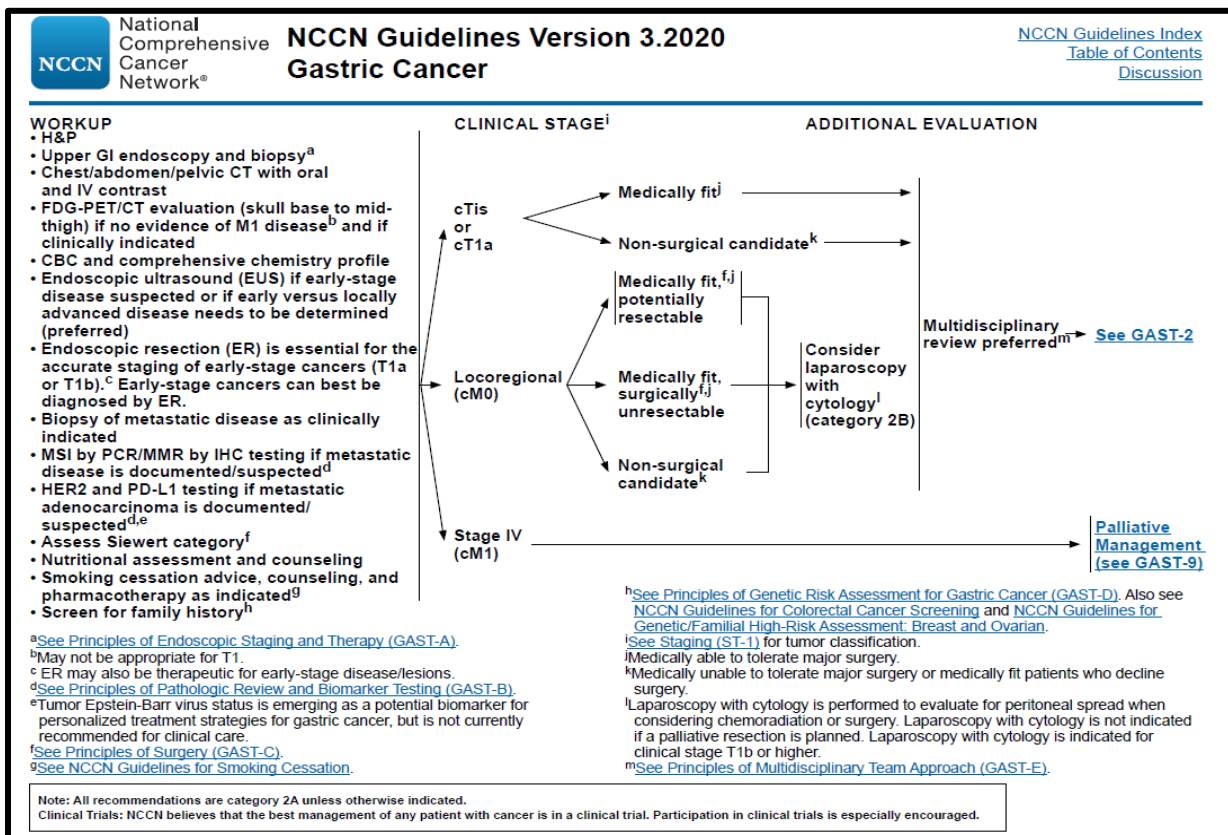 National
Comprehensive
Cancer
Network®
NCCN
NCCN Guidelines Version 3.2020
Gastric Cancer
NCCN Guidelines Index
Table of Contents
Discussion
WORKUP
• H&P
• Upper GI endoscopy and biopsyᵃ
• Chest/abdomen/pelvic CT with oral
and IV contrast
• FDG-PET/CT evaluation (skull base to mid-
thigh) if no evidence of M1 diseaseᵇ and if
clinically indicated
• CBC and comprehensive chemistry profile
• Endoscopic ultrasound (EUS) if early-stage
disease suspected or if early versus locally
advanced disease needs to be determined
(preferred)
• Endoscopic resection (ER) is essential for the
accurate staging of early-stage cancers (T1a
or T1b).ᶜ Early-stage cancers can best be
diagnosed by ER.
• Biopsy of metastatic disease as clinically
indicated
• MSI by PCR/MMR by IHC testing if metastatic
disease is documented/suspectedᵈ
• HER2 and PD-L1 testing if metastatic
adenocarcinoma is documented/
suspectedᵈ,ᵉ
• Assess Siewert categoryᶠ
• Nutritional assessment and counseling
• Smoking cessation advice, counseling, and
pharmacotherapy as indicatedᵍ
• Screen for family historyʰ
CLINICAL STAGEⁱ
cTis
or
cT1a
Medically fitʲ
Non-surgical candidateᵏ
Locoregional
(cM0)
Medically fit,ᶠ,ʲ
potentially
resectable
Medically fit,
surgicallyᶠ,ʲ
unresectable
Non-surgical
candidateᵏ
Stage IV
(cM1)
ADDITIONAL EVALUATION
Consider
laparoscopy
with
cytologyˡ
(category 2B)
Multidisciplinary
review preferredᵐ
See GAST-2
Palliative
Management
(see GAST-9)
ᵃSee Principles of Endoscopic Staging and Therapy (GAST-A).
ᵇMay not be appropriate for T1.
ᶜ ER may also be therapeutic for early-stage disease/lesions.
ᵈSee Principles of Pathologic Review and Biomarker Testing (GAST-B).
ᵉTumor Epstein-Barr virus status is emerging as a potential biomarker for
personalized treatment strategies for gastric cancer, but is not currently
recommended for clinical care.
ᶠSee Principles of Surgery (GAST-C).
ᵍSee NCCN Guidelines for Smoking Cessation.
ʰSee Principles of Genetic Risk Assessment for Gastric Cancer (GAST-D). Also see
NCCN Guidelines for Colorectal Cancer Screening and NCCN Guidelines for
Genetic/Familial High-Risk Assessment: Breast and Ovarian.
ⁱSee Staging (ST-1) for tumor classification.
ʲMedically able to tolerate major surgery.
ᵏMedically unable to tolerate major surgery or medically fit patients who decline
surgery.
ˡLaparoscopy with cytology is performed to evaluate for peritoneal spread when
considering chemoradiation or surgery. Laparoscopy with cytology is not indicated
if a palliative resection is planned. Laparoscopy with cytology is indicated for
clinical stage T1b or higher.
ᵐSee Principles of Multidisciplinary Team Approach (GAST-E).
Note: All recommendations are category 2A unless otherwise indicated.
Clinical Trials: NCCN believes that the best management of any patient with cancer is in a clinical trial. Participation in clinical trials is especially encouraged.